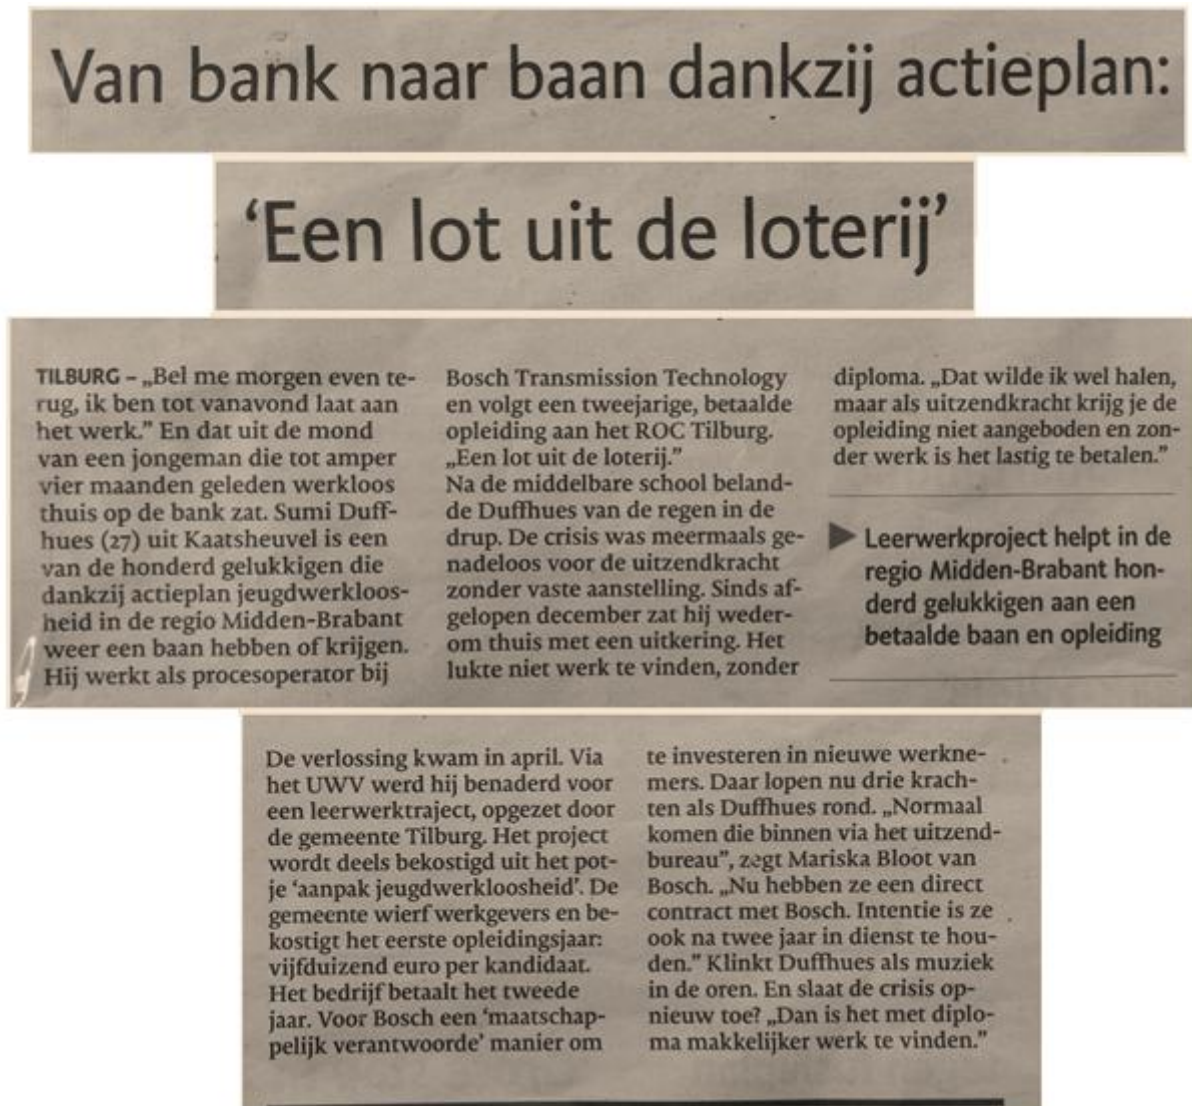 Van bank naar baan dankzij actieplan:
‘Een lot uit de loterij’
TILBURG – „Bel me morgen even te-
rug, ik ben tot vanavond laat aan
het werk.” En dat uit de mond
van een jongeman die tot amper
vier maanden geleden werkloos
thuis op de bank zat. Sumi Duff-
hues (27) uit Kaatsheuvel is een
van de honderd gelukkigen die
dankzij actieplan jeugdwerkloos-
heid in de regio Midden-Brabant
weer een baan hebben of krijgen.
Hij werkt als procesoperator bij
Bosch Transmission Technology
en volgt een tweejarige, betaalde
opleiding aan het ROC Tilburg.
„Een lot uit de loterij.”
Na de middelbare school beland-
de Duffhues van de regen in de
drup. De crisis was meermaals ge-
nadeloos voor de uitzendkracht
zonder vaste aanstelling. Sinds af-
gelopen december zat hij weder-
om thuis met een uitkering. Het
lukte niet werk te vinden, zonder
diploma. „Dat wilde ik wel halen,
maar als uitzendkracht krijg je de
opleiding niet aangeboden en zon-
der werk is het lastig te betalen.”
Leerwerkproject helpt in de
regio Midden-Brabant hon-
derd gelukkigen aan een
betaalde baan en opleiding
De verlossing kwam in april. Via
het UWV werd hij benaderd voor
een leerwerktraject, opgezet door
de gemeente Tilburg. Het project
wordt deels bekostigd uit het pot-
je ‘aanpak jeugdwerkloosheid’. De
gemeente wierf werkgevers en be-
kostigt het eerste opleidingsjaar:
vijfduizend euro per kandidaat.
Het bedrijf betaalt het tweede
jaar. Voor Bosch een ‘maatschap-
pelijk verantwoorde’ manier om
te investeren in nieuwe werkne-
mers. Daar lopen nu drie krach-
ten als Duffhues rond. „Normaal
komen die binnen via het uitzend-
bureau”, zegt Mariska Bloot van
Bosch. „Nu hebben ze een direct
contract met Bosch. Intentie is ze
ook na twee jaar in dienst te hou-
den.” Klinkt Duffhues als muziek
in de oren. En slaat de crisis op-
nieuw toe? „Dan is het met diplo-
ma makkelijker werk te vinden.”